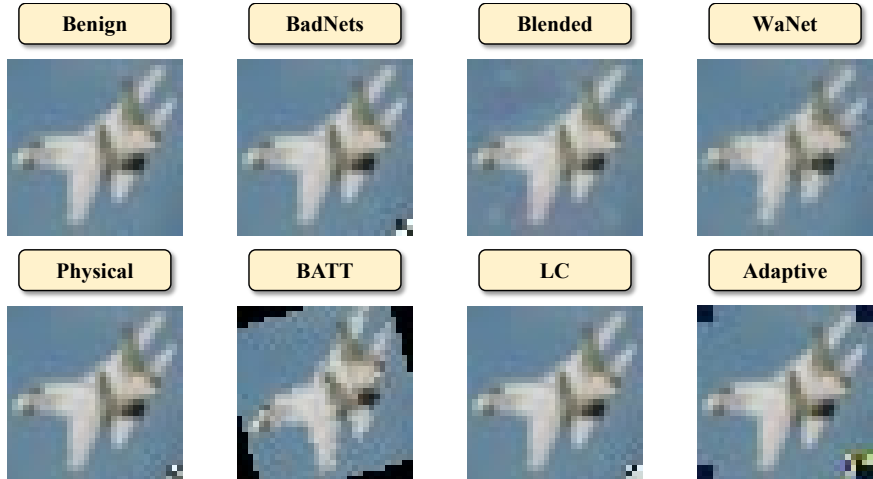 Benign
BadNets
Blended
WaNet
Physical
BATT
LC
Adaptive